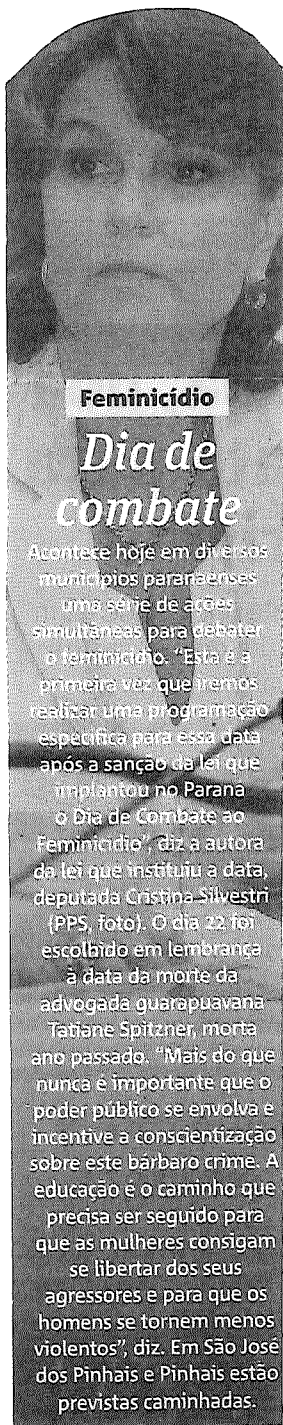 Feminicídio
Dia de
combate
Acontece hoje em diversos
municípios paranaenses
uma série de ações
simultâneas para debater
o feminicídio. “Esta é a
primeira vez que iremos
realizar uma programação
específica para essa data
após a sanção da lei que
implantou no Paraná
o Dia de Combate ao
Feminicídio”, diz a autora
da lei que instituiu a data,
deputada Cristina Silvestri
(PPS, foto). O dia 22 foi
escolhido em lembrança
à data da morte da
advogada guarapuavana
Tatiane Spitzner, morta
ano passado. “Mais do que
nunca é importante que o
poder público se envolva e
incentive a conscientização
sobre este bárbaro crime. A
educação é o caminho que
precisa ser seguido para
que as mulheres consigam
se libertar dos seus
agressores e para que os
homens se tornem menos
violentos”, diz. Em São José
dos Pinhais e Pinhais estão
previstas caminhadas.